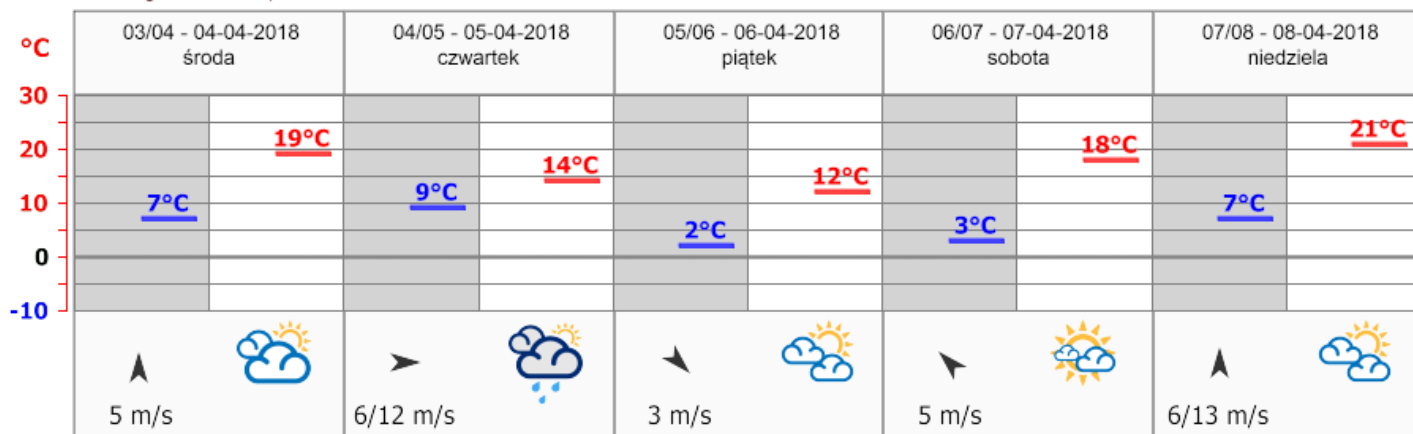 °C
03/04 - 04-04-2018
środa
04/05 - 05-04-2018
czwartek
05/06 - 06-04-2018
piątek
06/07 - 07-04-2018
sobota
07/08 - 08-04-2018
niedziela
30
20
10
0
-10
7°C
19°C
9°C
14°C
2°C
12°C
3°C
18°C
7°C
21°C
5 m/s
6/12 m/s
3 m/s
5 m/s
6/13 m/s